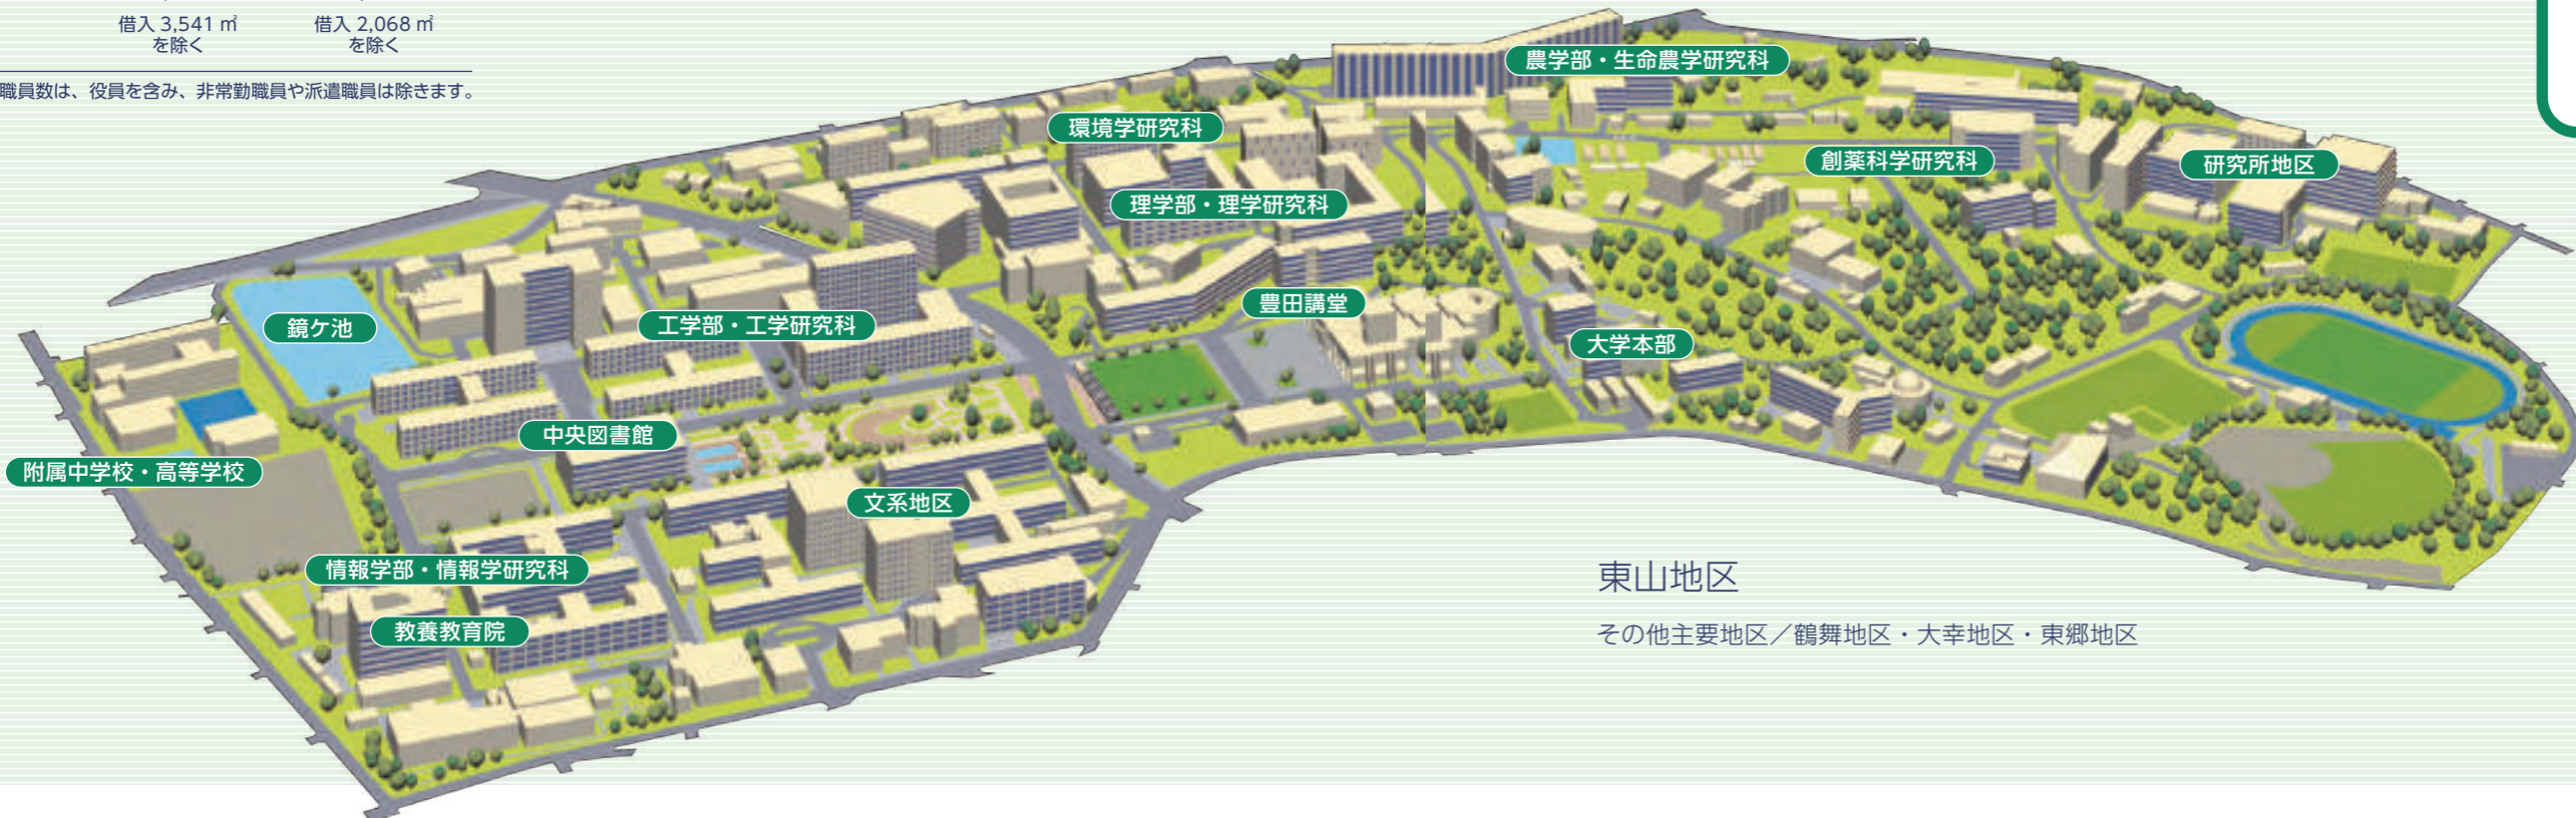 借入 3,541 ㎡
を除く
借入 2,068 ㎡
を除く
職員数は、役員を含み、非常勤職員や派遣職員は除きます。
農学部・生命農学研究科
環境学研究科
創薬科学研究科
研究所地区
理学部・理学研究科
豊田講堂
鏡ケ池
工学部・工学研究科
大学本部
中央図書館
附属中学校・高等学校
文系地区
情報学部・情報学研究科
教養教育院
東山地区
その他主要地区／鶴舞地区・大幸地区・東郷地区